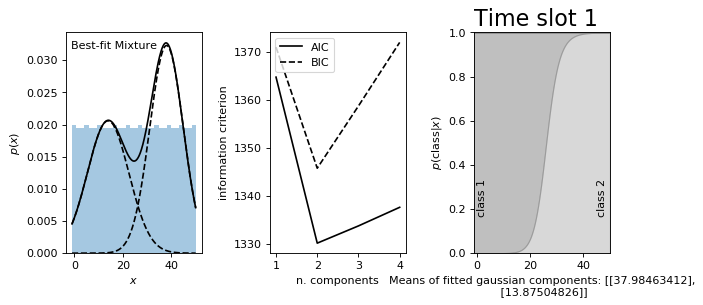 Time slot 1
Best-fit Mixture
0.030
0.025
0.020
0.015
0.010
0.005
0.000
p(x)
0 20 40
x
AIC
BIC
1370
1360
1350
1340
1330
information criterion
1 2 3 4
n. components
1.0
0.8
0.6
0.4
0.2
0.0
p(class|x)
class 1
class 2
0 20 40
Means of fitted gaussian components: [[37.98463412],
[13.87504826]]